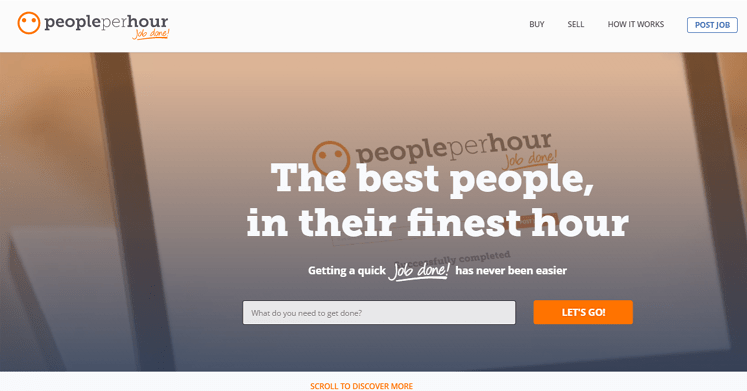 peopleperhour
Job done!
BUY SELL HOW IT WORKS POST JOB
peopleperhour
Job done!
The best people,
in their finest hour
Successfully completed
Getting a quick Job done! has never been easier
What do you need to get done? LET'S GO!
SCROLL TO DISCOVER MORE